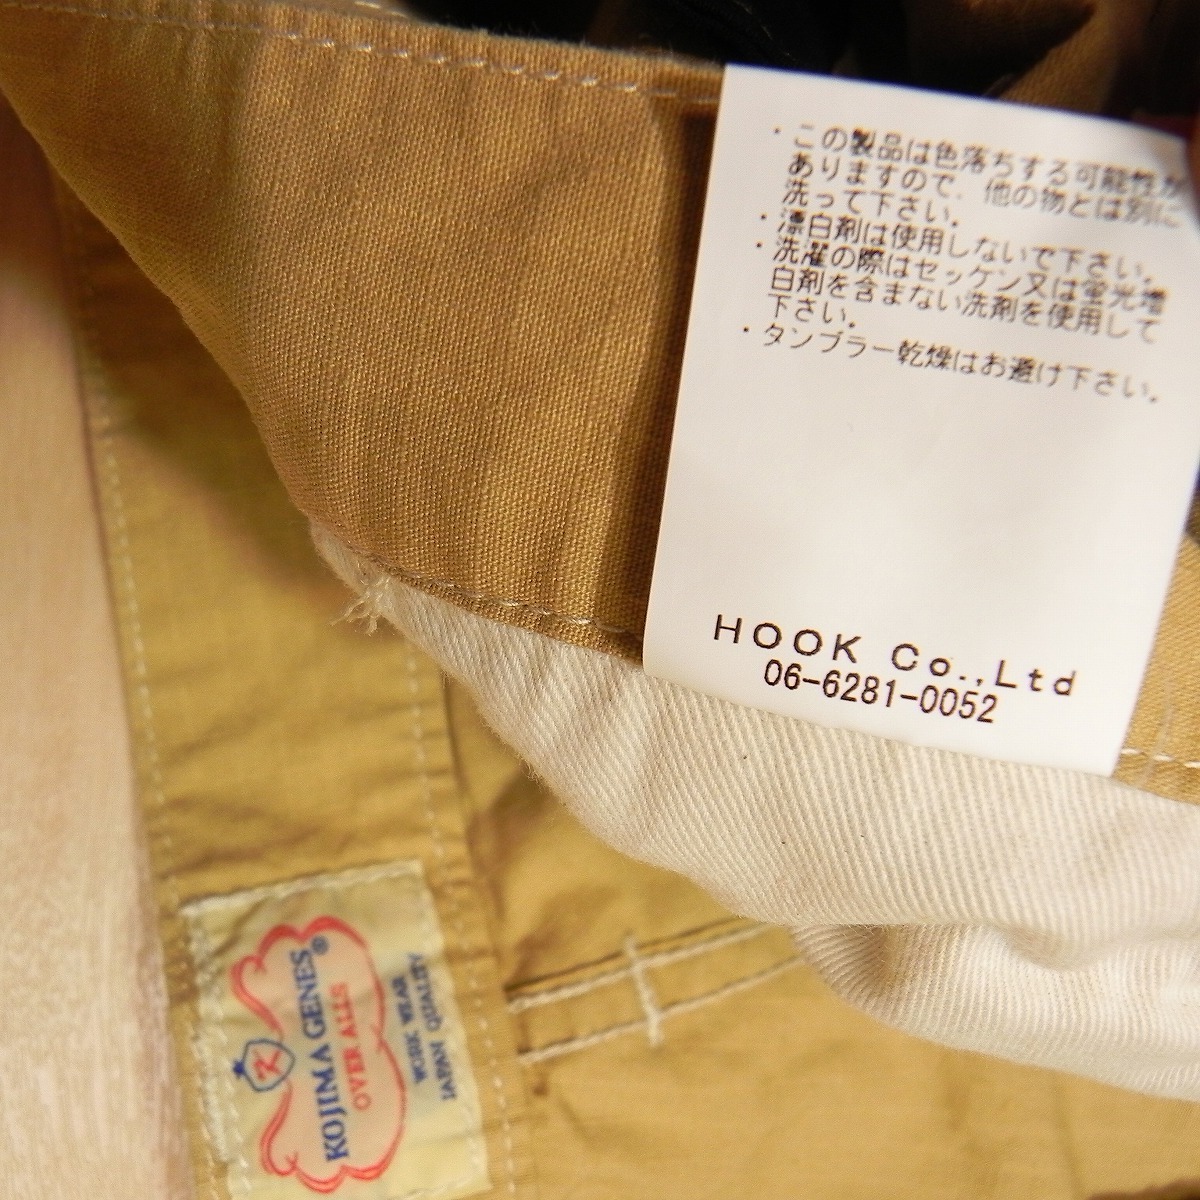 ・この製品は色落ちする可能性が
ありますので、他の物とは別に
洗って下さい。
・漂白剤は使用しないで下さい。
・洗濯の際はセッケン又は蛍光増
白剤を含まない洗剤を使用して
下さい。
・タンブラー乾燥はお避け下さい。
HOOK Co.,Ltd
06-6281-0052
KOJIMA GENES®
OVER ALLS
WORK WEAR
JAPAN QUALITY